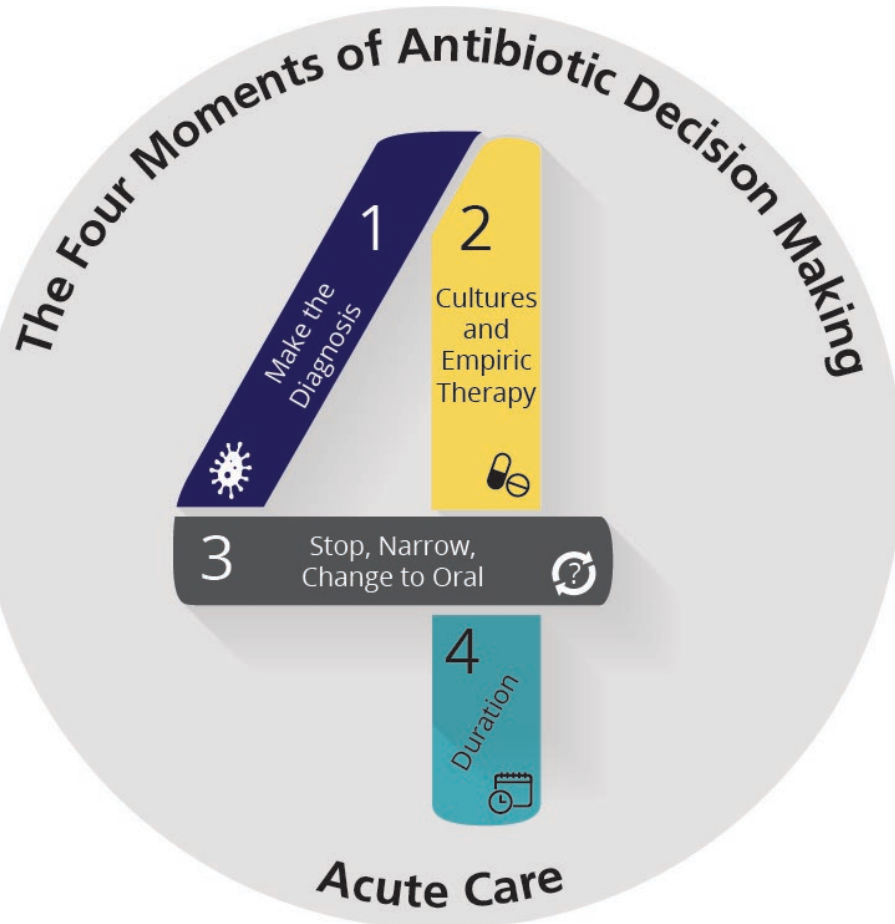 The Four Moments of Antibiotic Decision Making
1
Make the
Diagnosis
2
Cultures
and
Empiric
Therapy
3
Stop, Narrow,
Change to Oral
?
4
Duration
Acute Care